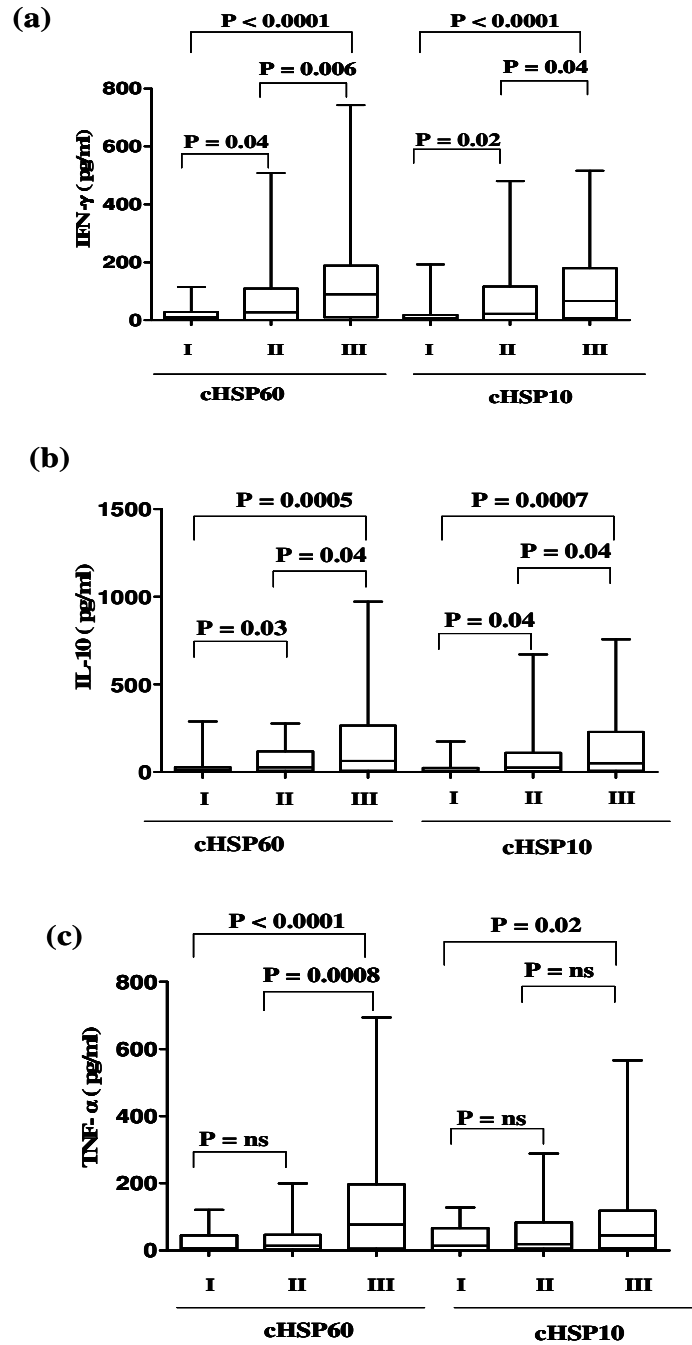 (a)
P < 0.0001 P < 0.0001
P = 0.006 P = 0.04
P = 0.04 P = 0.02
IFN-γ (pg/ml)
800
600
400
200
0
I II III I II III
cHSP60 cHSP10
(b)
P = 0.0005 P = 0.0007
P = 0.04 P = 0.04
P = 0.03 P = 0.04
IL-10 (pg/ml)
1500
1000
500
0
I II III I II III
cHSP60 cHSP10
(c)
P < 0.0001 P = 0.02
P = 0.0008 P = ns
P = ns P = ns
TNF-α (pg/ml)
800
600
400
200
0
I II III I II III
cHSP60 cHSP10